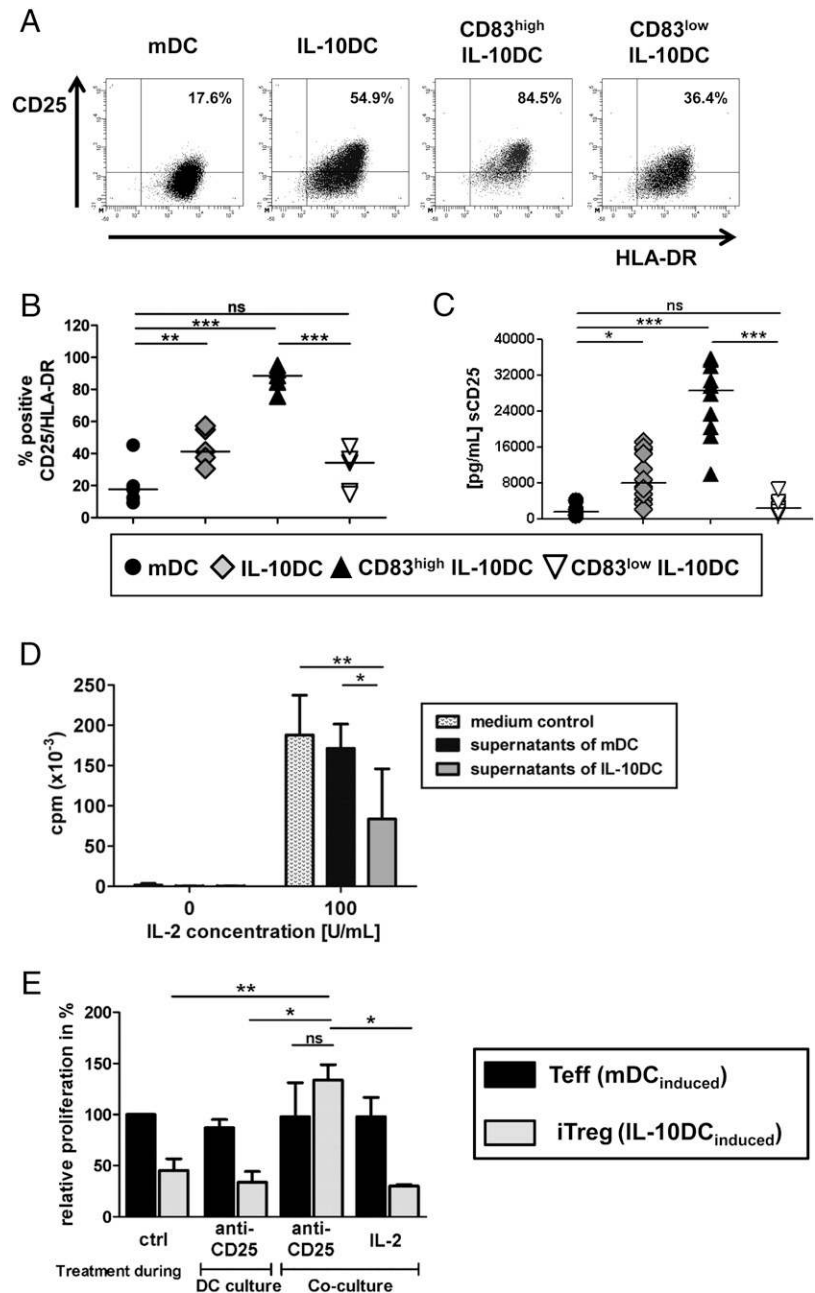 A
mDC
IL-10DC
CD83high
IL-10DC
CD83low
IL-10DC
CD25
17.6%
54.9%
84.5%
36.4%
HLA-DR
B
ns
***
**
***
% positive
CD25/HLA-DR
120
100
80
60
40
20
0
C
ns
***
*
***
[pg/mL] sCD25
40000
32000
24000
16000
8000
0
mDC
IL-10DC
CD83high IL-10DC
CD83low IL-10DC
D
**
*
cpm (x10-3)
250
200
150
100
50
0
0
100
IL-2 concentration [U/mL]
medium control
supernatants of mDC
supernatants of IL-10DC
E
**
*
*
ns
relative proliferation in %
200
150
100
50
0
ctrl
anti-
CD25
anti-
CD25
IL-2
Treatment during
DC culture
Co-culture
Teff (mDCinduced)
iTreg (IL-10DCinduced)